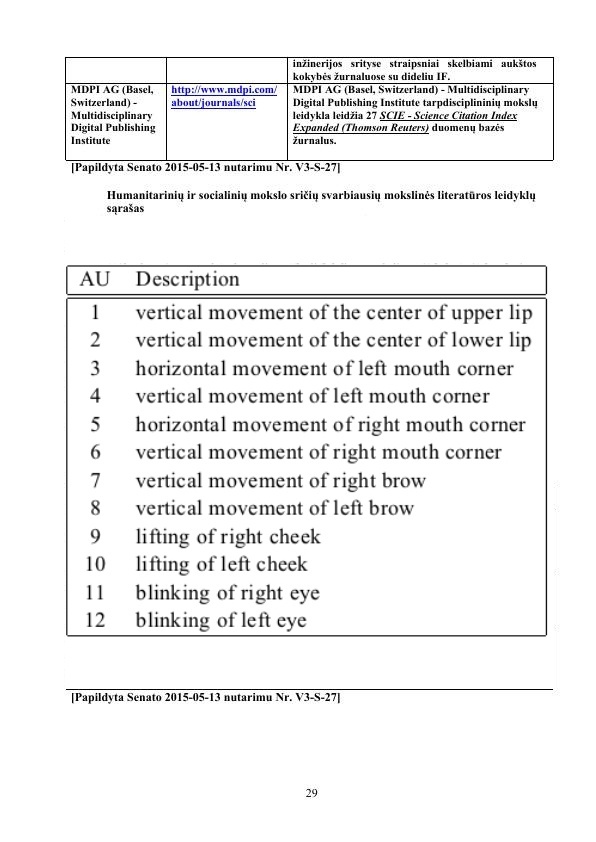 inžinerijos srityse straipsniai skelbiami aukštos
kokybės žurnaluose su dideliu IF.
MDPI AG (Basel,
Switzerland) -
Multidisciplinary
Digital Publishing
Institute
http://www.mdpi.com/
about/journals/sci
MDPI AG (Basel, Switzerland) - Multidisciplinary
Digital Publishing Institute tarpdisciplininių mokslų
leidykla leidžia 27 SCIE - Science Citation Index
Expanded (Thomson Reuters) duomenų bazės
žurnalus.
[Papildyta Senato 2015-05-13 nutarimu Nr. V3-S-27]
Humanitarinių ir socialinių mokslo sričių svarbiausių mokslinės literatūros leidyklų
sąrašas
AU Description
1 vertical movement of the center of upper lip
2 vertical movement of the center of lower lip
3 horizontal movement of left mouth corner
4 vertical movement of left mouth corner
5 horizontal movement of right mouth corner
6 vertical movement of right mouth corner
7 vertical movement of right brow
8 vertical movement of left brow
9 lifting of right cheek
10 lifting of left cheek
11 blinking of right eye
12 blinking of left eye
[Papildyta Senato 2015-05-13 nutarimu Nr. V3-S-27]
29